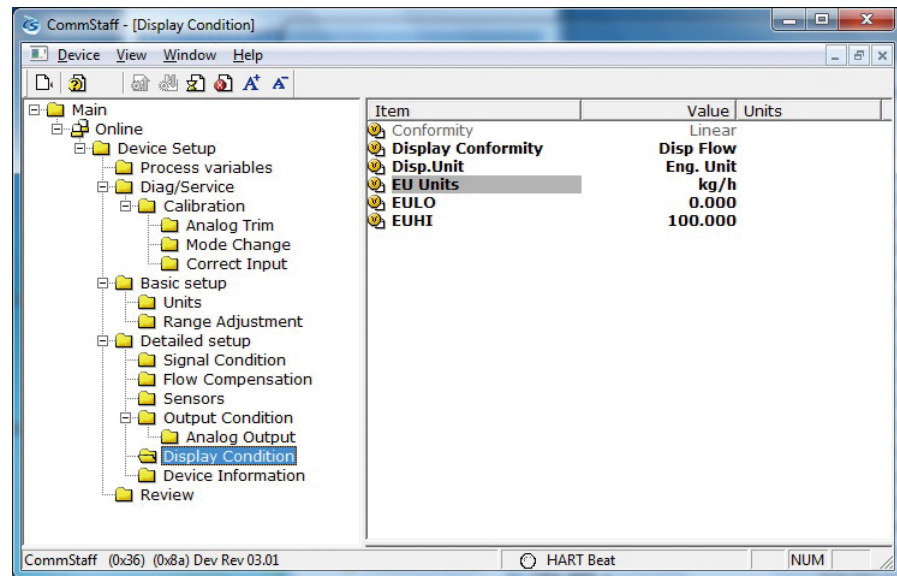 CommStaff - [Display Condition]
Device View Window Help
Main
Online
Device Setup
Process variables
Diag/Service
Calibration
Analog Trim
Mode Change
Correct Input
Basic setup
Units
Range Adjustment
Detailed setup
Signal Condition
Flow Compensation
Sensors
Output Condition
Analog Output
Display Condition
Device Information
Review
Item Value Units
Conformity Linear
Display Conformity Disp Flow
Disp.Unit Eng. Unit
EU Units kg/h
EULO 0.000
EUHI 100.000
CommStaff (0x36) (0x8a) Dev Rev 03.01 HART Beat NUM